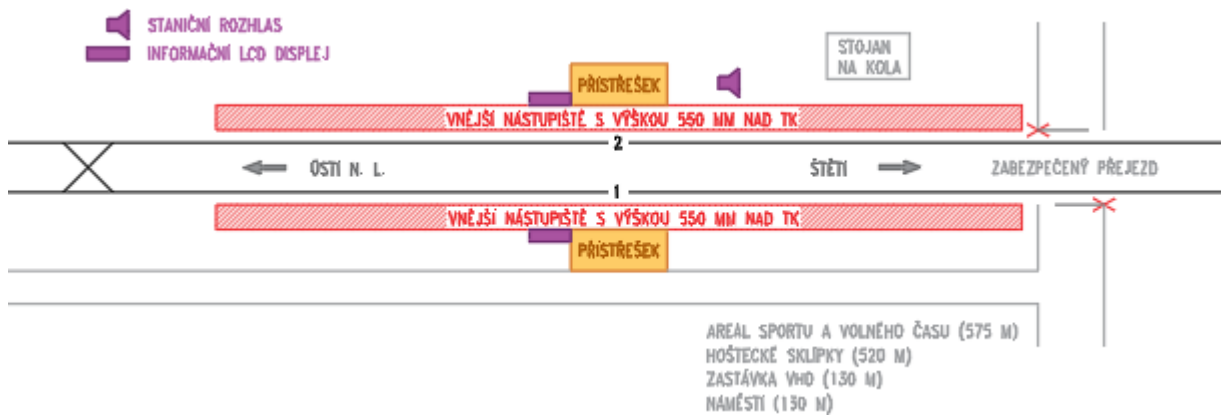 STANIČNÍ ROZHLAS
INFORMAČNÍ LCD DISPLEJ
STOJAN
NA KOLA
PŘÍSTŘEŠEK
VNĚJŠÍ NÁSTUPIŠTĚ S VÝŠKOU 550 MM NAD TK
2
ÚSTÍ N. L.
ŠTĚTÍ
ZABEZPEČENÝ PŘEJEZD
1
VNĚJŠÍ NÁSTUPIŠTĚ S VÝŠKOU 550 MM NAD TK
PŘÍSTŘEŠEK
AREÁL SPORTU A VOLNÉHO ČASU (575 M)
HOŠTECKÉ SKLÍPKY (520 M)
ZASTÁVKA VHD (130 M)
NÁMĚSTÍ (130 M)